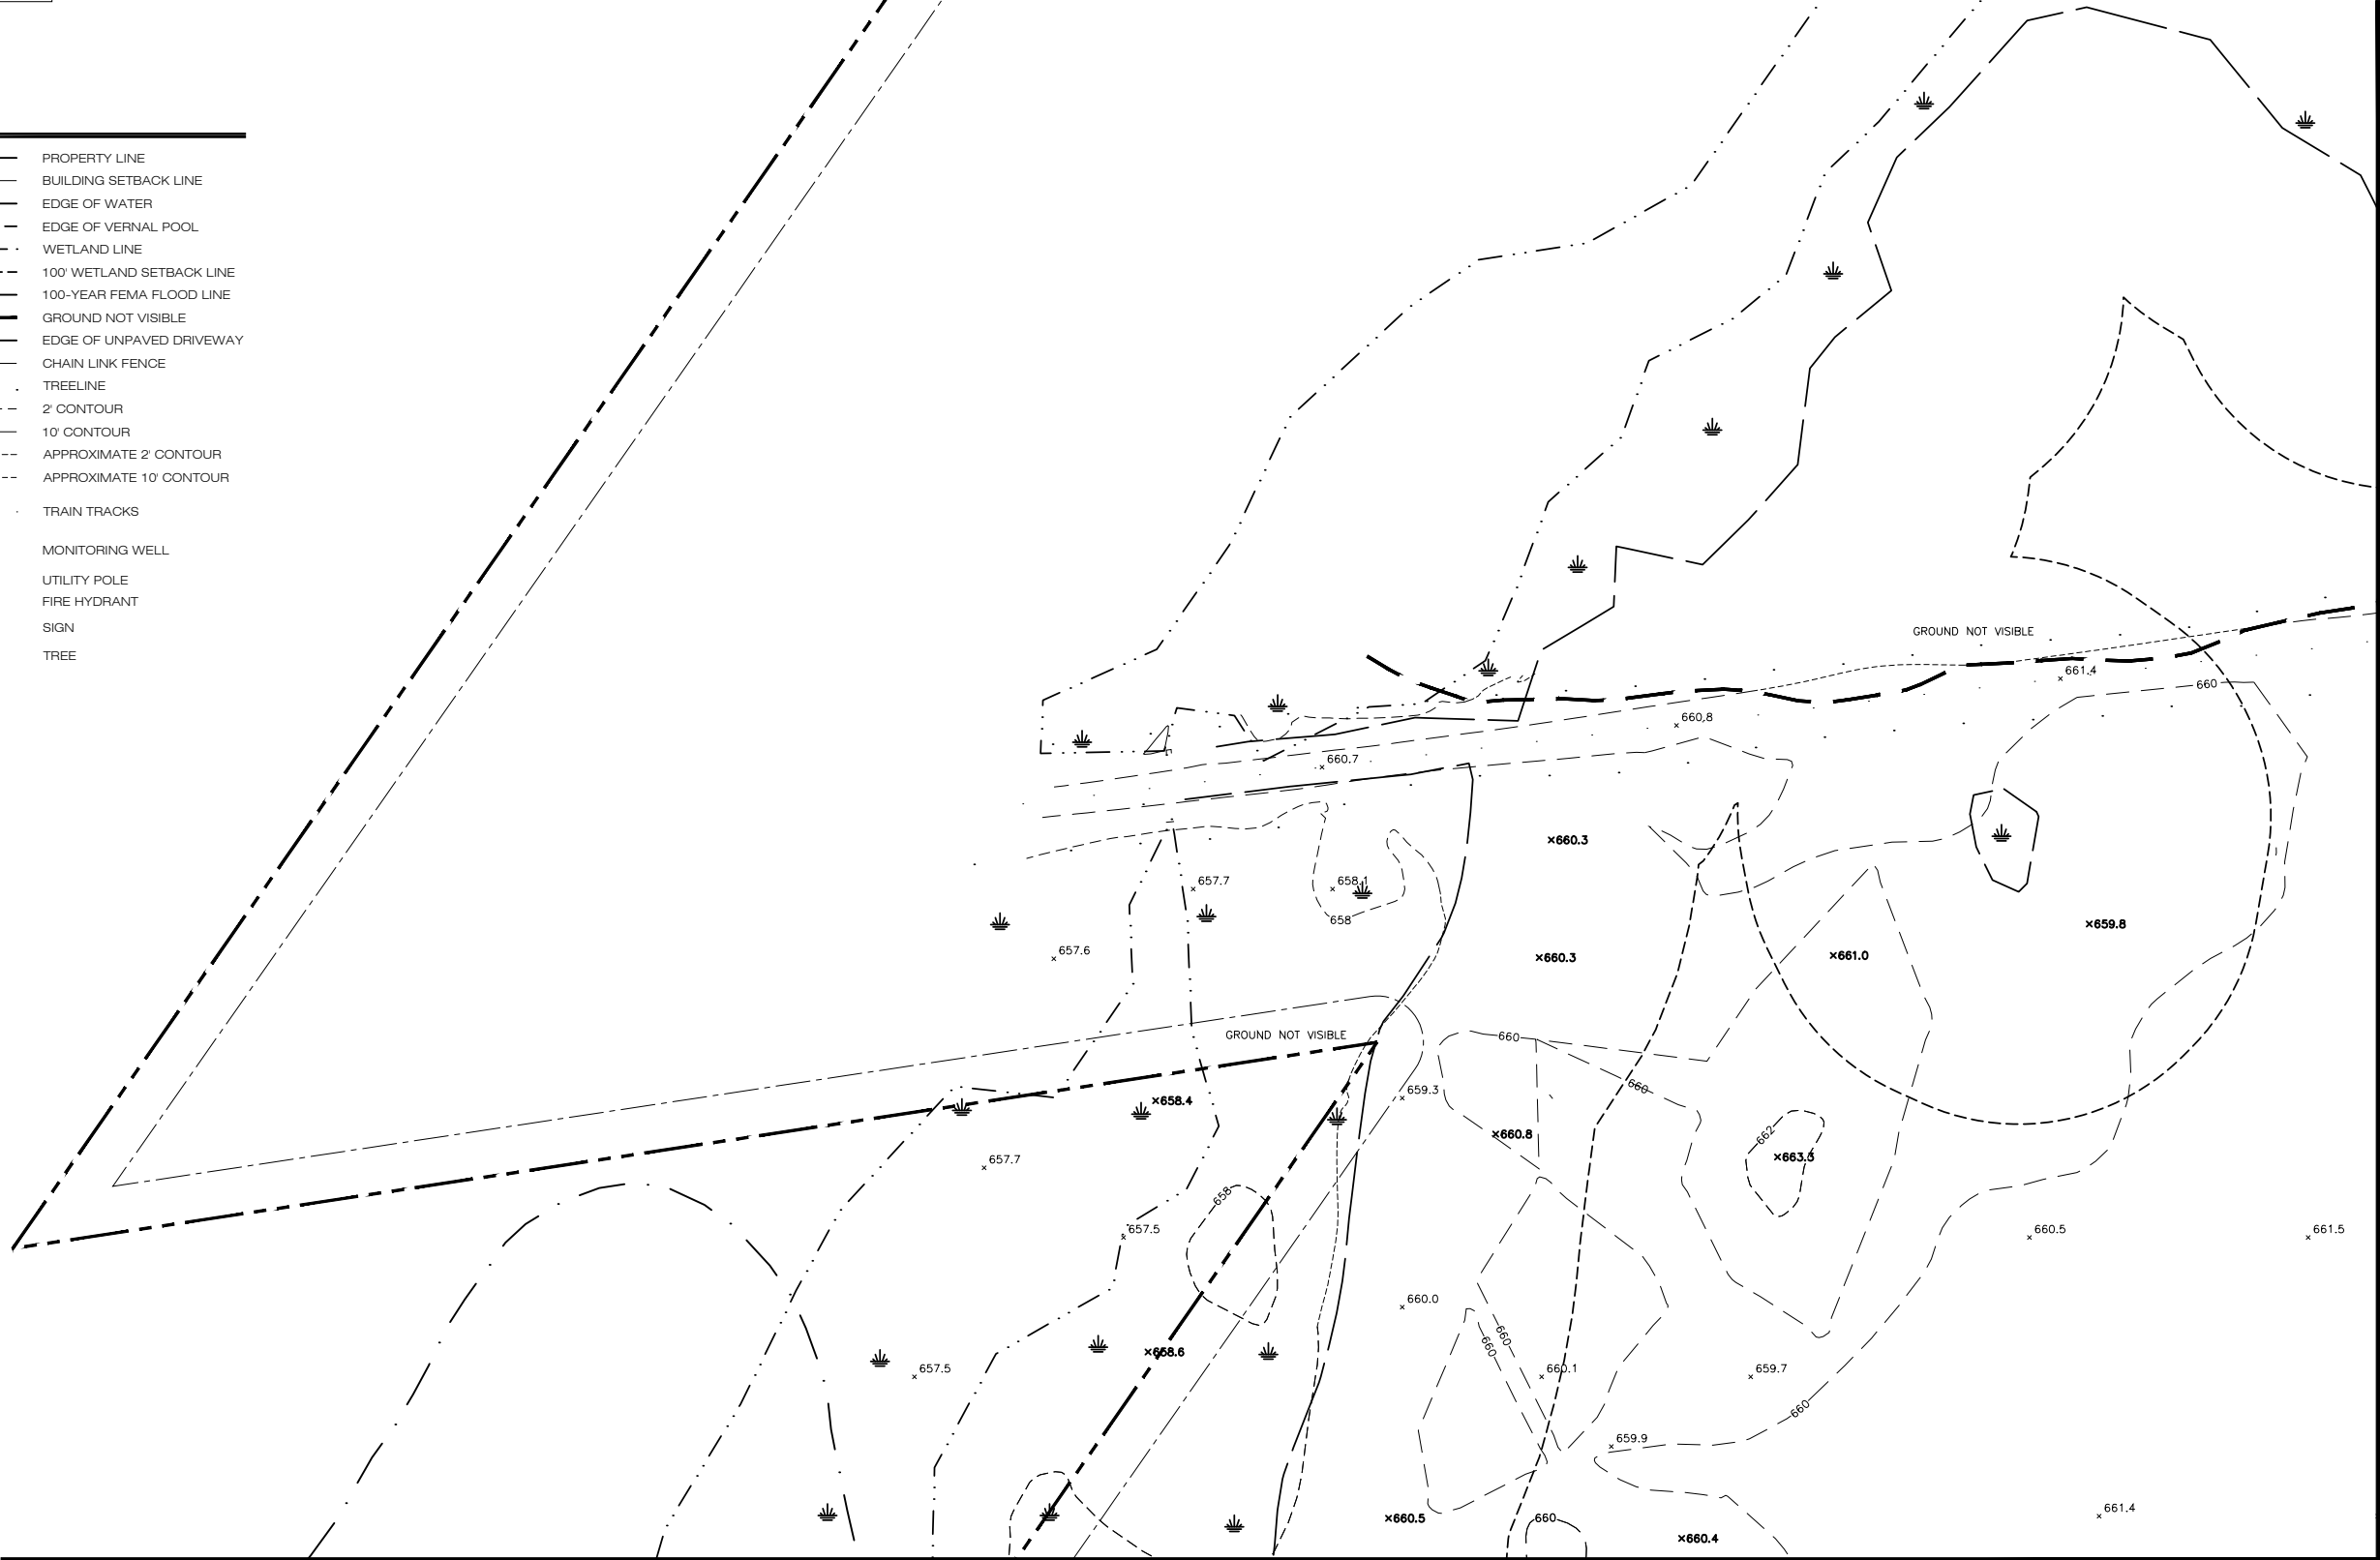 PROPERTY LINE
BUILDING SETBACK LINE
EDGE OF WATER
EDGE OF VERNAL POOL
WETLAND LINE
100' WETLAND SETBACK LINE
100-YEAR FEMA FLOOD LINE
GROUND NOT VISIBLE
EDGE OF UNPAVED DRIVEWAY
CHAIN LINK FENCE
TREELINE
2' CONTOUR
10' CONTOUR
APPROXIMATE 2' CONTOUR
APPROXIMATE 10' CONTOUR
TRAIN TRACKS
MONITORING WELL
UTILITY POLE
FIRE HYDRANT
SIGN
TREE
GROUND NOT VISIBLE
661.4
660
660.8
660.7
×660.3
657.7
658.1
658
×659.8
657.6
×660.3
×661.0
GROUND NOT VISIBLE
660
660
659.3
×658.4
×660.8
662
×663.3
657.7
658
657.5
660.5
661.5
660.0
660
660
×658.6
657.5
660.1
659.7
660
659.9
661.4
×660.5
660
×660.4